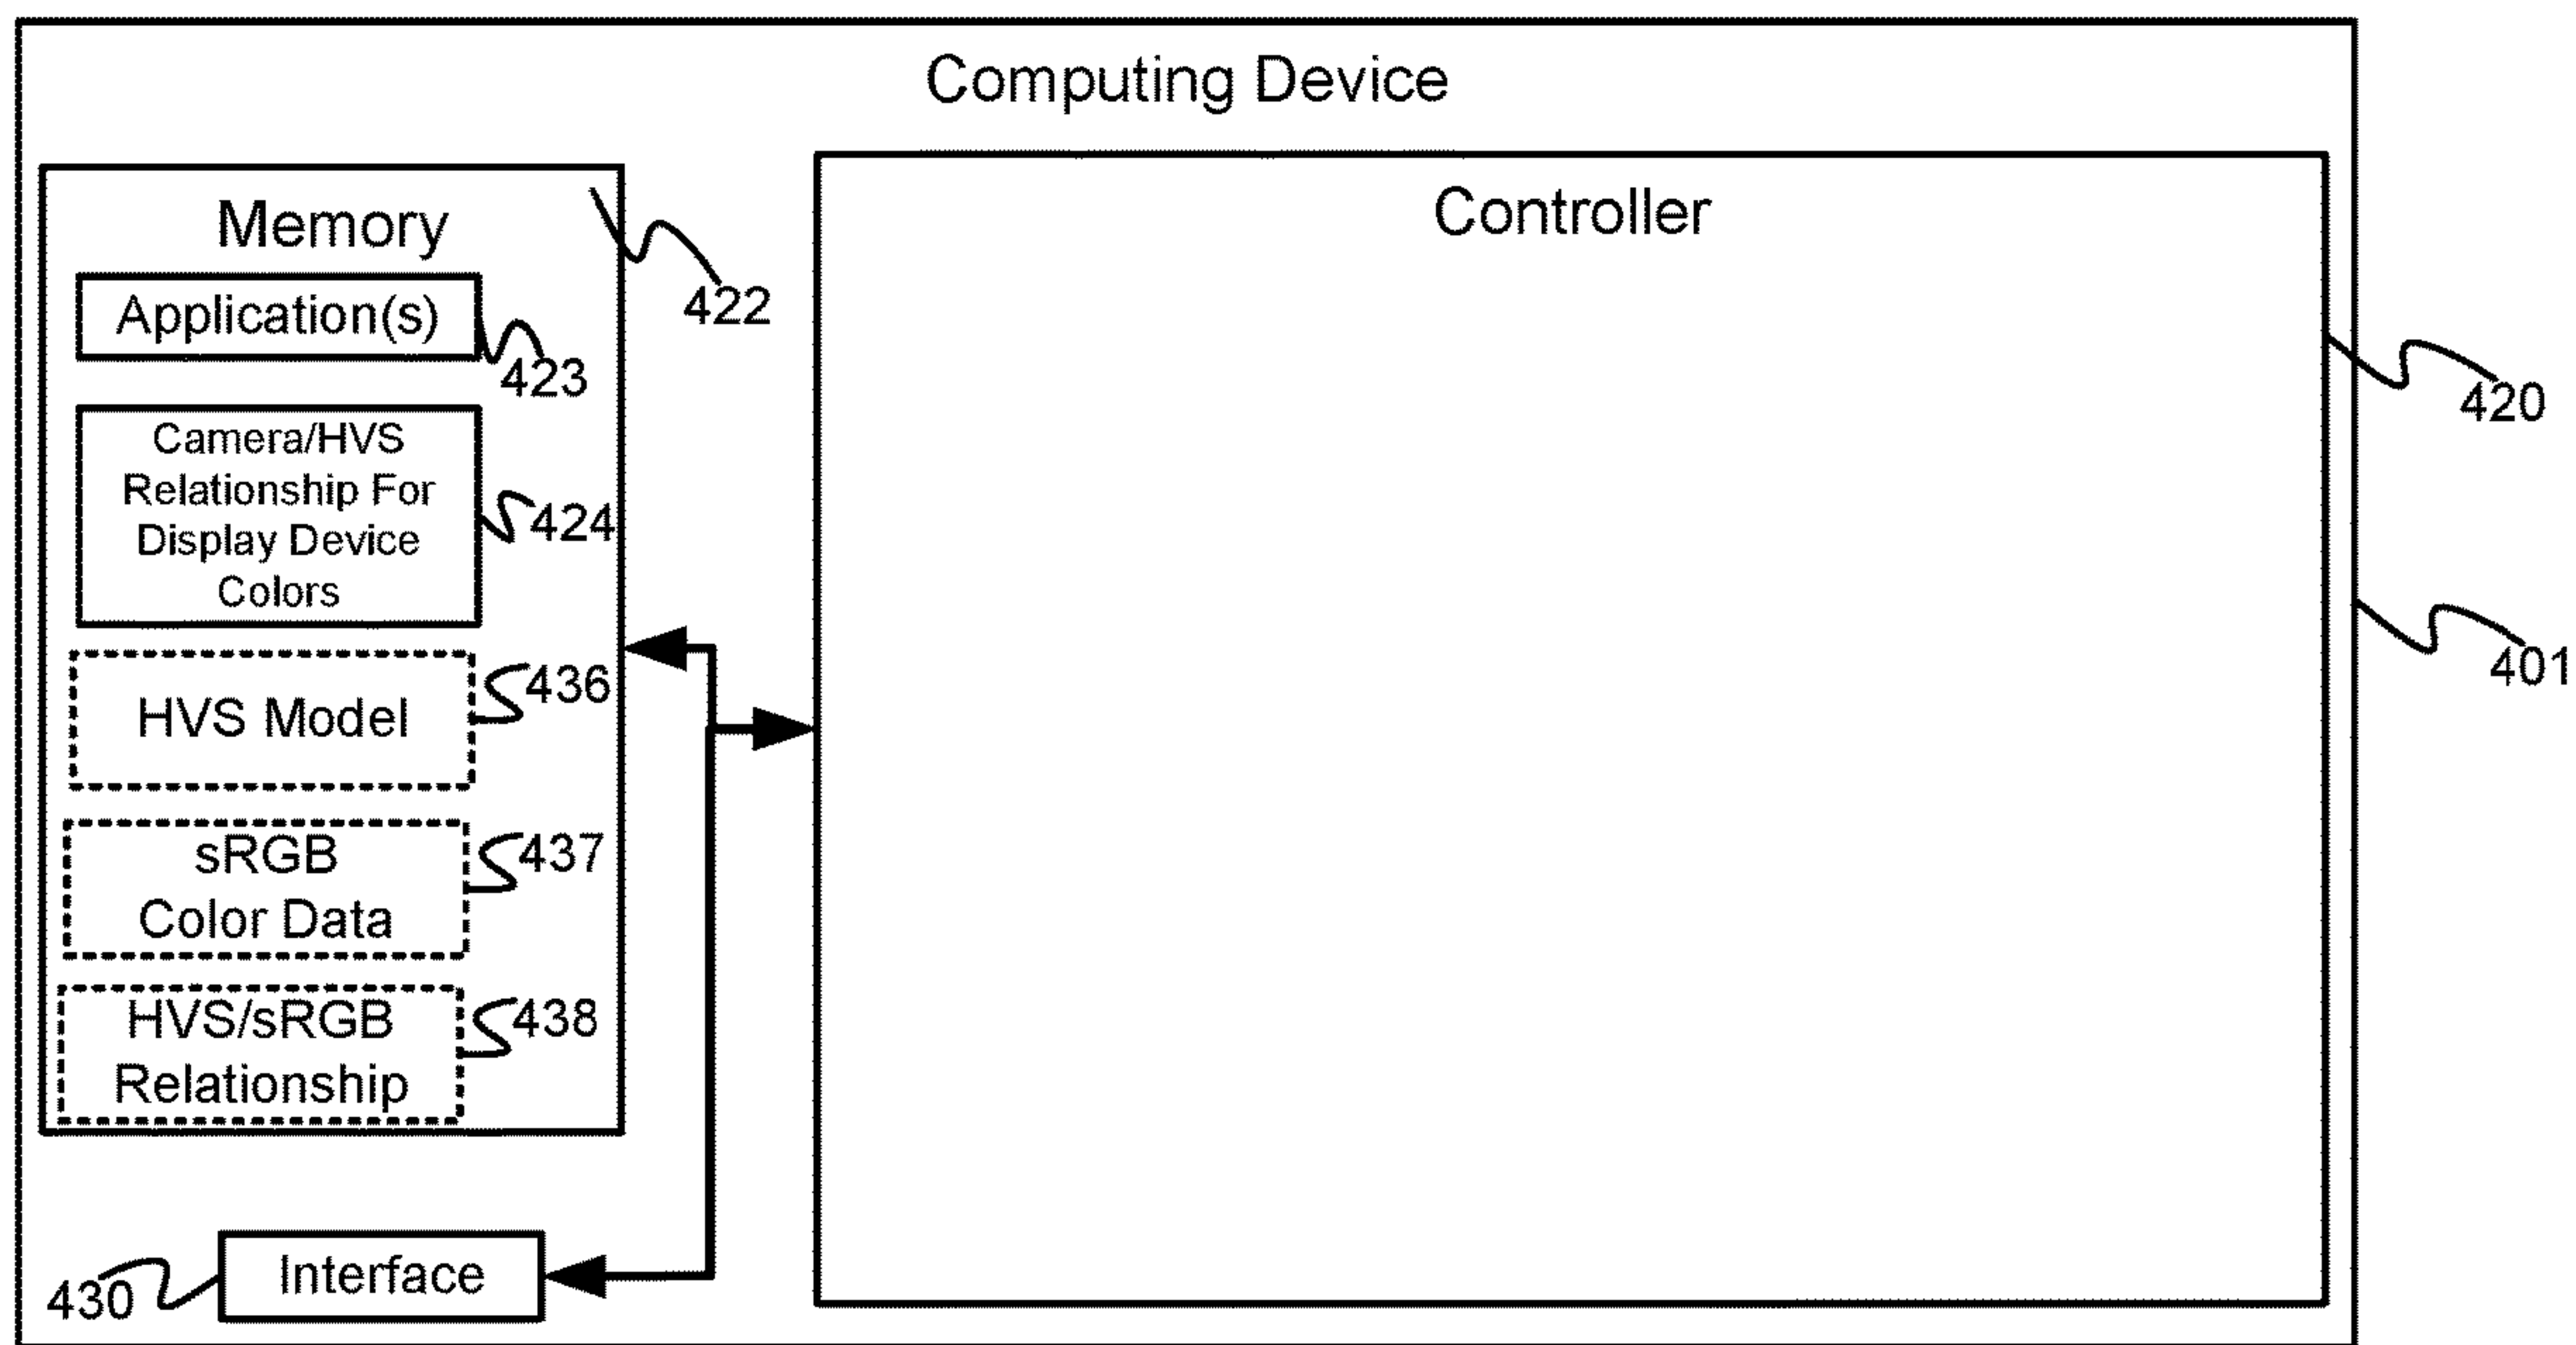 Computing Device
Memory
Controller
422
Application(s)
423
420
Camera/HVS
Relationship For
Display Device
Colors
424
401
HVS Model
436
sRGB
Color Data
437
HVS/sRGB
Relationship
438
Interface
430